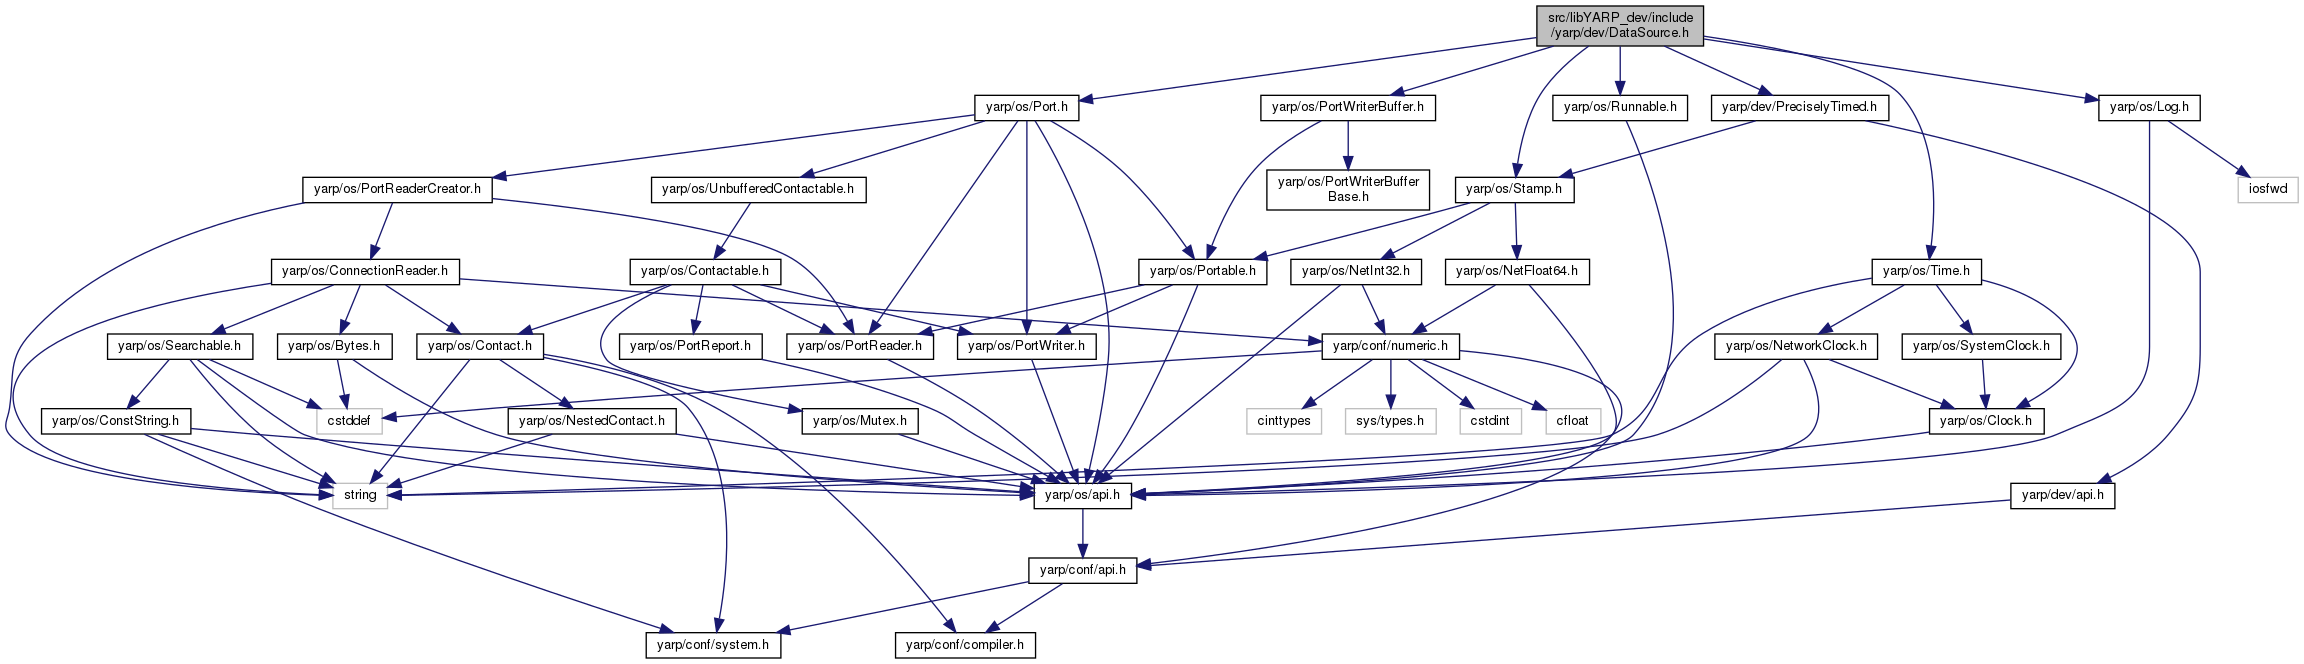 src/libYARP_dev/include
/yarp/dev/DataSource.h
yarp/os/Port.h
yarp/os/PortWriterBuffer.h
yarp/os/Runnable.h
yarp/dev/PreciselyTimed.h
yarp/os/Log.h
yarp/os/PortReaderCreator.h
yarp/os/UnbufferedContactable.h
yarp/os/PortWriterBuffer
Base.h
yarp/os/Stamp.h
iosfwd
yarp/os/ConnectionReader.h
yarp/os/Contactable.h
yarp/os/Portable.h
yarp/os/NetInt32.h
yarp/os/NetFloat64.h
yarp/os/Time.h
yarp/os/Searchable.h
yarp/os/Bytes.h
yarp/os/Contact.h
yarp/os/PortReport.h
yarp/os/PortReader.h
yarp/os/PortWriter.h
yarp/conf/numeric.h
yarp/os/NetworkClock.h
yarp/os/SystemClock.h
yarp/os/ConstString.h
cstddef
yarp/os/NestedContact.h
yarp/os/Mutex.h
cinttypes
sys/types.h
cstdint
cfloat
yarp/os/Clock.h
string
yarp/os/api.h
yarp/dev/api.h
yarp/conf/api.h
yarp/conf/system.h
yarp/conf/compiler.h